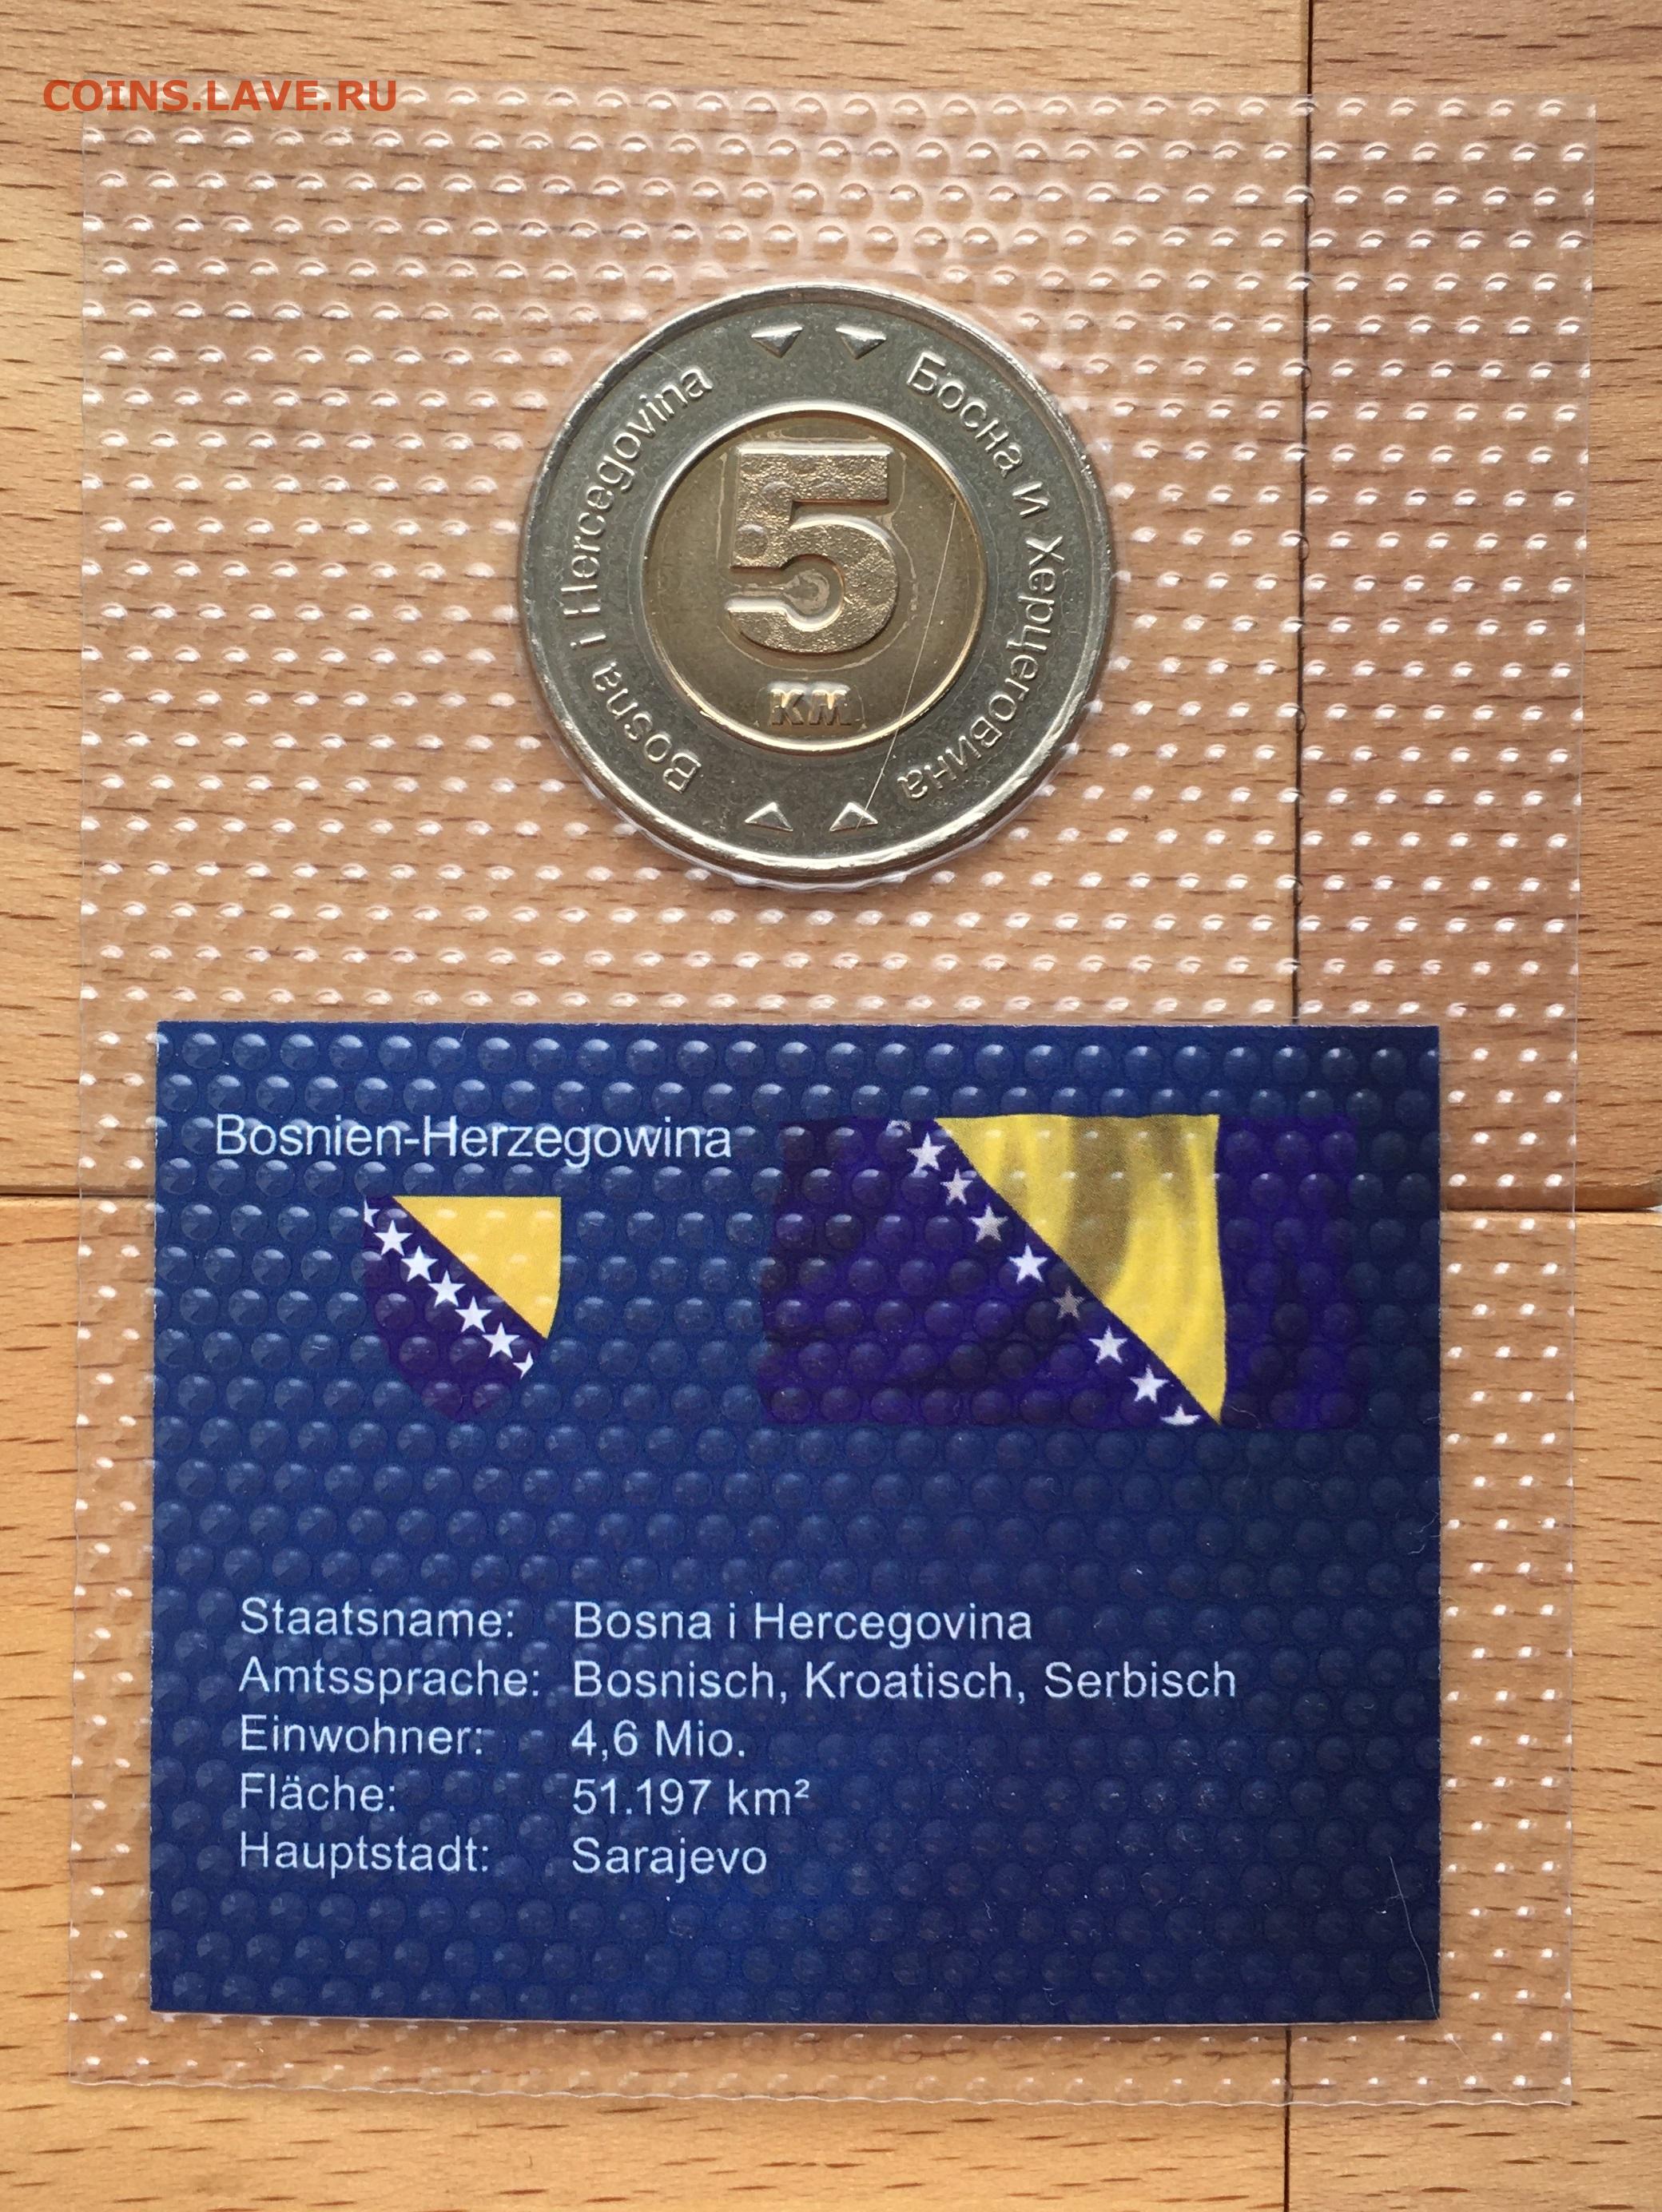 COINS.LAVE.RU
Bosna i Hercegovina
Босна и Херцеговина
5
KM
Bosnien-Herzegowina
Staatsname: Bosna i Hercegovina
Amtssprache: Bosnisch, Kroatisch, Serbisch
Einwohner: 4,6 Mio.
Fläche: 51.197 km²
Hauptstadt: Sarajevo